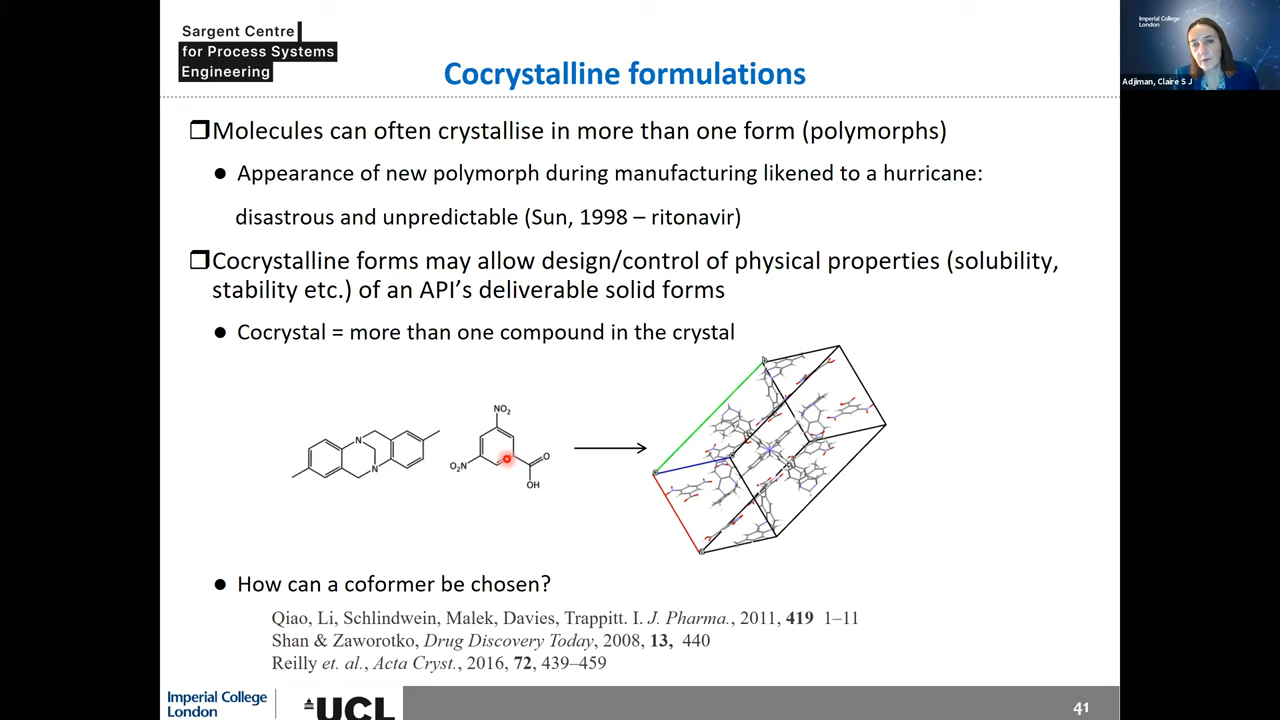 Sargent Centre
for Process Systems
Engineering
Cocrystalline formulations
Imperial College
London
Adjiman, Claire S J
❒Molecules can often crystallise in more than one form (polymorphs)
● Appearance of new polymorph during manufacturing likened to a hurricane:
disastrous and unpredictable (Sun, 1998 – ritonavir)
❒Cocrystalline forms may allow design/control of physical properties (solubility,
stability etc.) of an API’s deliverable solid forms
● Cocrystal = more than one compound in the crystal
N
N
NO₂
O₂N
O
OH
● How can a coformer be chosen?
Qiao, Li, Schlindwein, Malek, Davies, Trappitt. I. J. Pharma., 2011, 419 1–11
Shan & Zaworotko, Drug Discovery Today, 2008, 13, 440
Reilly et. al., Acta Cryst., 2016, 72, 439–459
Imperial College
London
UCL
41